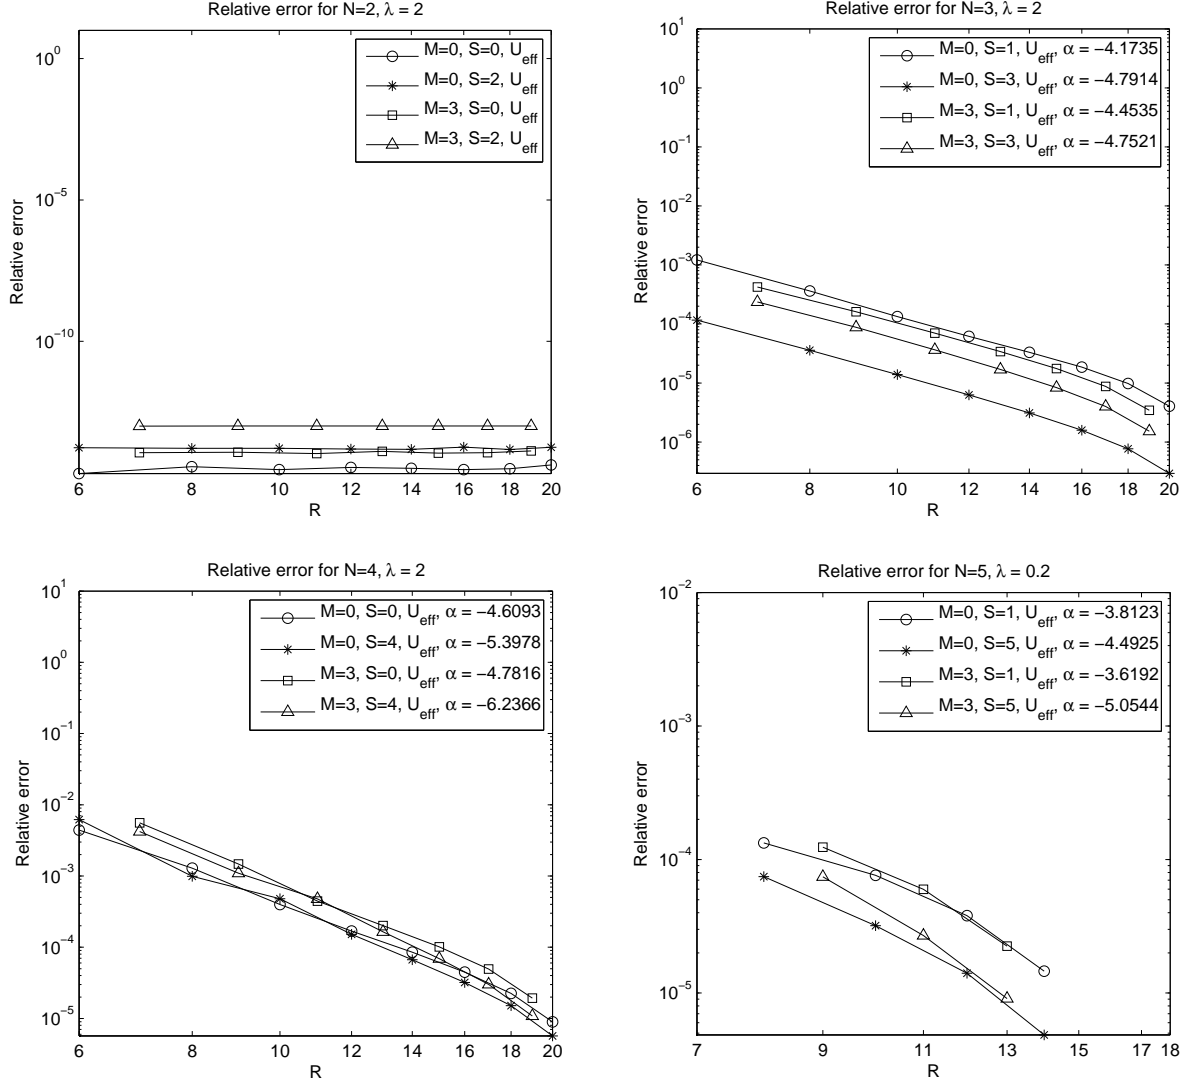 Relative error for N=2, λ = 2
M=0, S=0, U_eff
M=0, S=2, U_eff
M=3, S=0, U_eff
M=3, S=2, U_eff
Relative error
10^0
10^-5
10^-10
6 8 10 12 14 16 18 20
R
Relative error for N=3, λ = 2
M=0, S=1, U_eff, α = −4.1735
M=0, S=3, U_eff, α = −4.7914
M=3, S=1, U_eff, α = −4.4535
M=3, S=3, U_eff, α = −4.7521
Relative error
10^1
10^0
10^-1
10^-2
10^-3
10^-4
10^-5
10^-6
6 8 10 12 14 16 18 20
R
Relative error for N=4, λ = 2
M=0, S=0, U_eff, α = −4.6093
M=0, S=4, U_eff, α = −5.3978
M=3, S=0, U_eff, α = −4.7816
M=3, S=4, U_eff, α = −6.2366
Relative error
10^1
10^0
10^-1
10^-2
10^-3
10^-4
10^-5
6 8 10 12 14 16 18 20
R
Relative error for N=5, λ = 0.2
M=0, S=1, U_eff, α = −3.8123
M=0, S=5, U_eff, α = −4.4925
M=3, S=1, U_eff, α = −3.6192
M=3, S=5, U_eff, α = −5.0544
Relative error
10^-2
10^-3
10^-4
10^-5
7 9 11 13 15 17 18
R